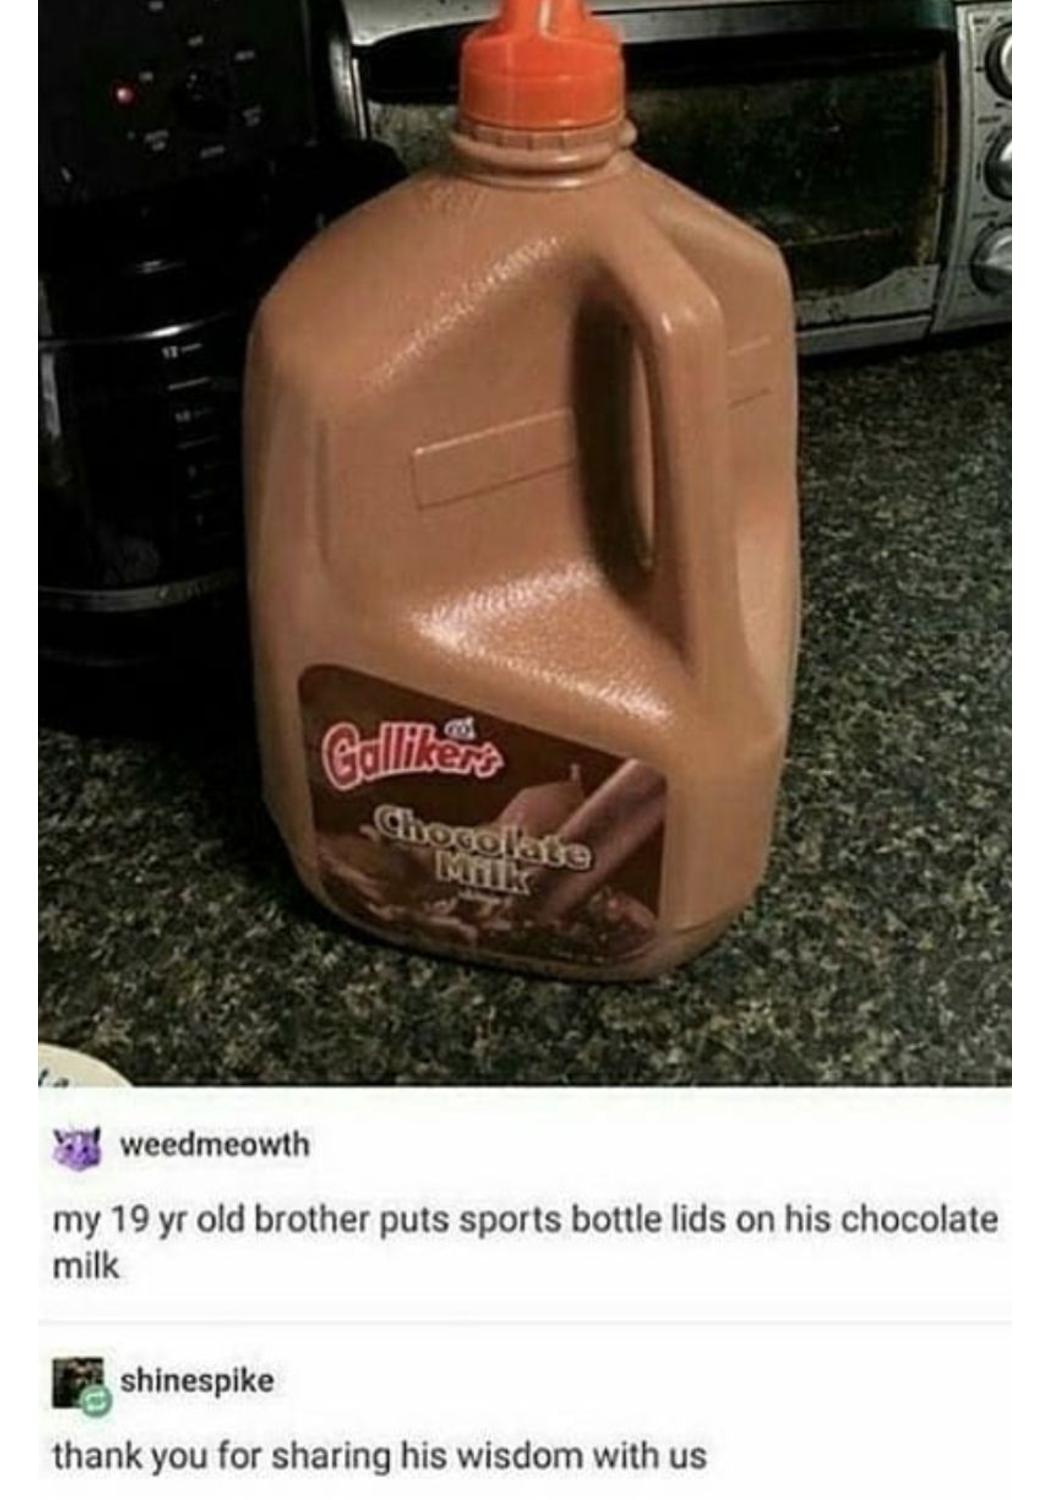 Galliker's
Chocolate
Milk
weedmeowth
my 19 yr old brother puts sports bottle lids on his chocolate
milk
shinespike
thank you for sharing his wisdom with us